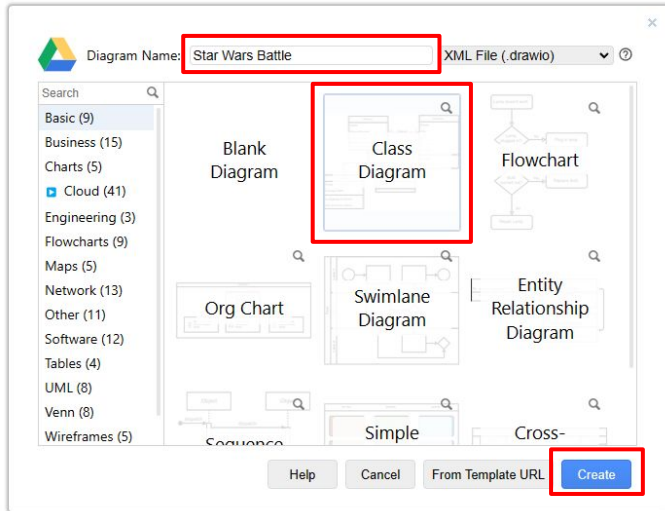 ×
Diagram Name: Star Wars Battle XML File (.drawio) ?
Search
Basic (9)
Business (15)
Charts (5)
Cloud (41)
Engineering (3)
Flowcharts (9)
Maps (5)
Network (13)
Other (11)
Software (12)
Tables (4)
UML (8)
Venn (8)
Wireframes (5)
Blank
Diagram
Class
Diagram
Flowchart
Org Chart
Swimlane
Diagram
Entity
Relationship
Diagram
Sequence
Simple
Cross-
Help Cancel From Template URL Create